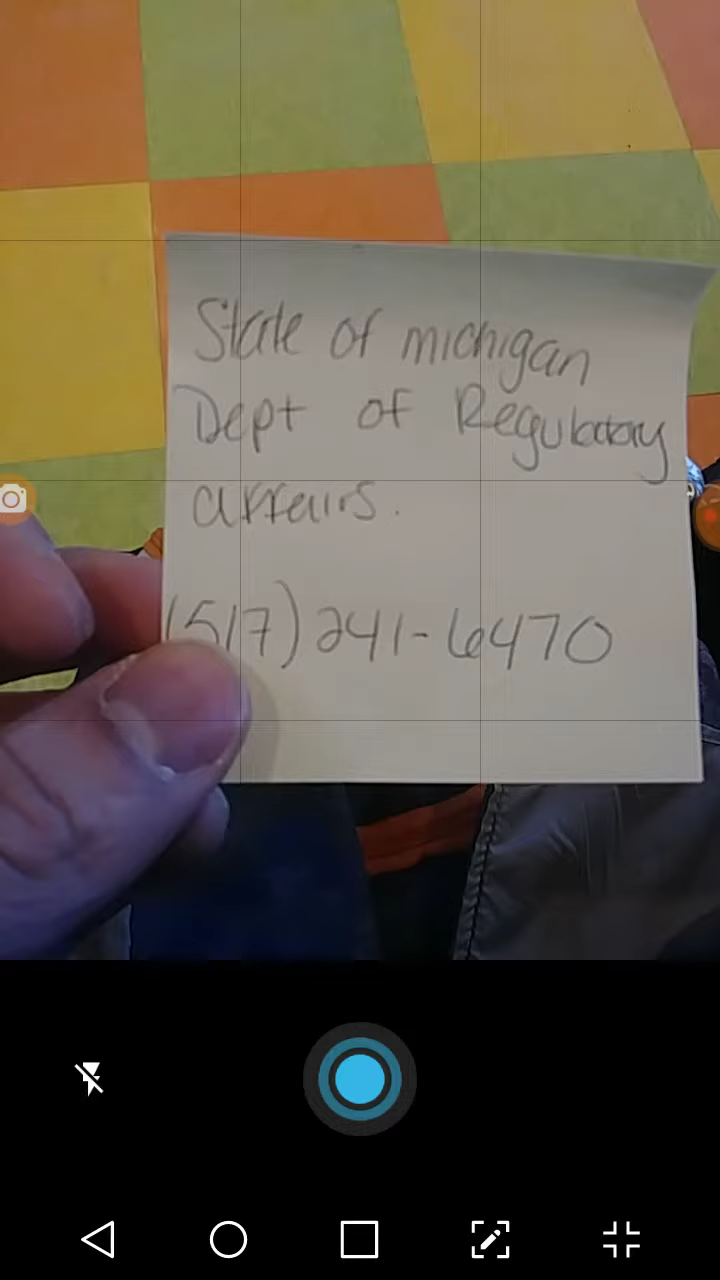 State of michigan
Dept of Regulatory
affairs.
(517) 241-6470